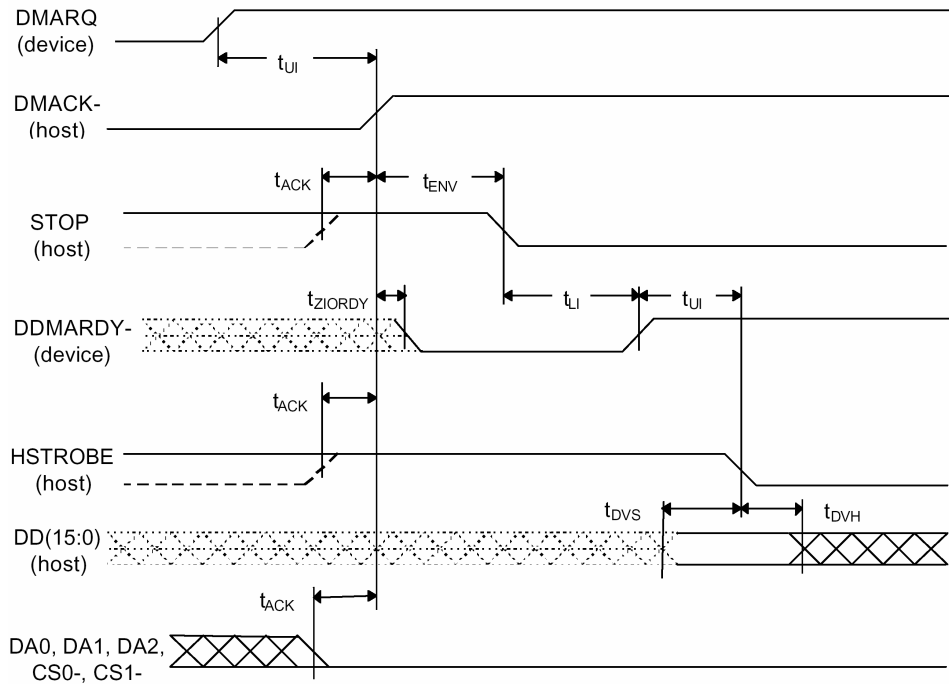 DMARQ
(device)
tUI
DMACK-
(host)
tACK
tENV
STOP
(host)
tZIORDY
tLI
tUI
DDMARDY-
(device)
tACK
HSTROBE
(host)
tDVS
tDVH
DD(15:0)
(host)
tACK
DA0, DA1, DA2,
CS0-, CS1-